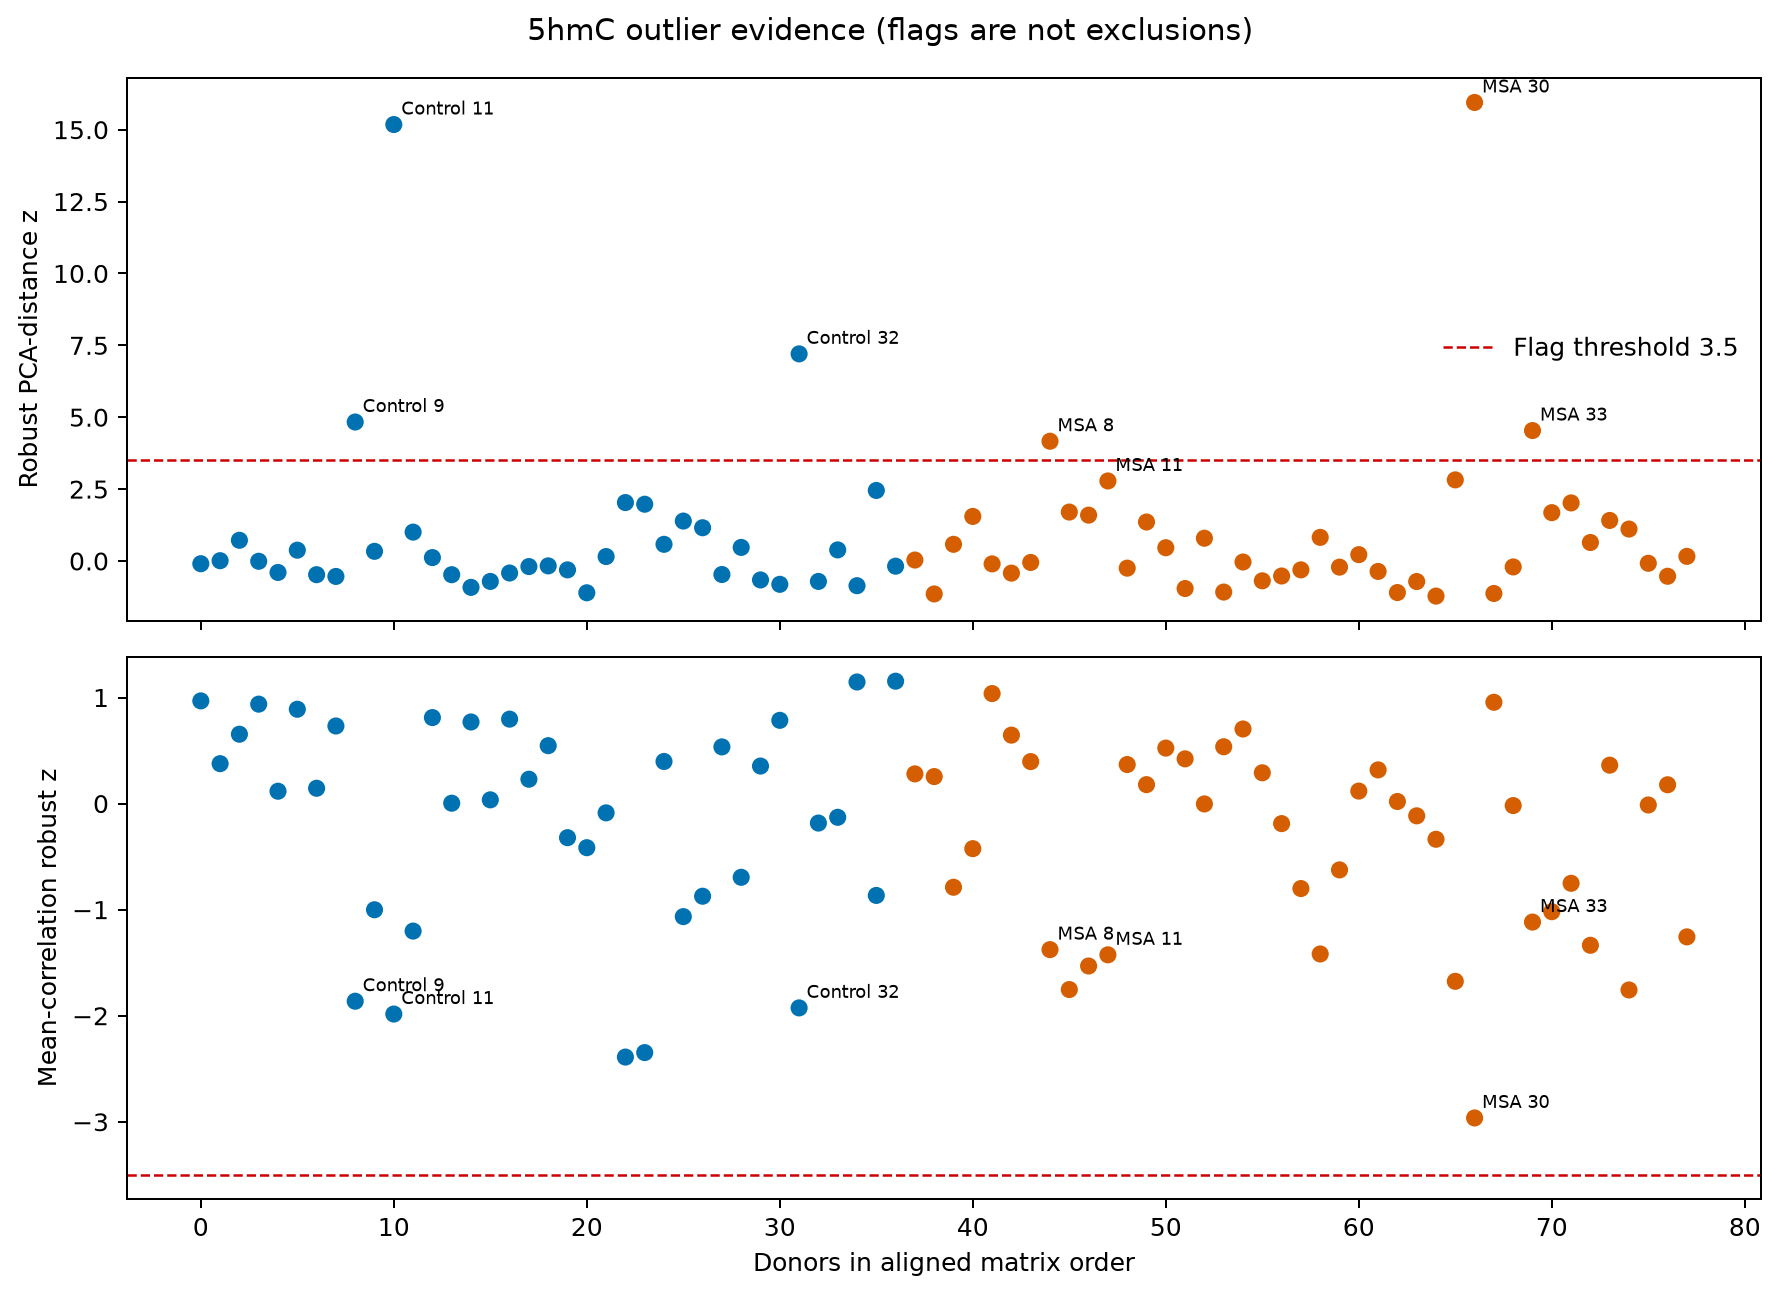 5hmC outlier evidence (flags are not exclusions)
Robust PCA-distance z
15.0
12.5
10.0
7.5
5.0
2.5
0.0
Control 11
MSA 30
Control 32
Flag threshold 3.5
Control 9
MSA 8
MSA 33
MSA 11
Mean-correlation robust z
1
0
−1
−2
−3
MSA 33
MSA 8
MSA 11
Control 9
Control 11
Control 32
MSA 30
0 10 20 30 40 50 60 70 80
Donors in aligned matrix order